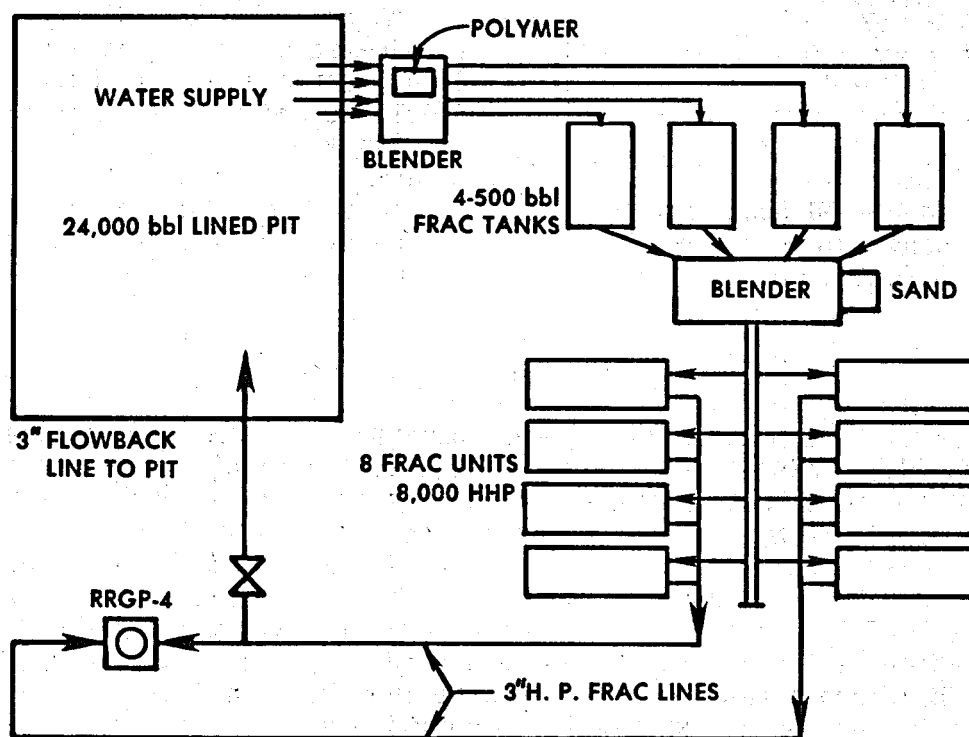 POLYMER
WATER SUPPLY
BLENDER
24,000 bbl LINED PIT
4-500 bbl
FRAC TANKS
BLENDER
SAND
3" FLOWBACK
LINE TO PIT
8 FRAC UNITS
8,000 HHP
RRGP-4
3" H. P. FRAC LINES